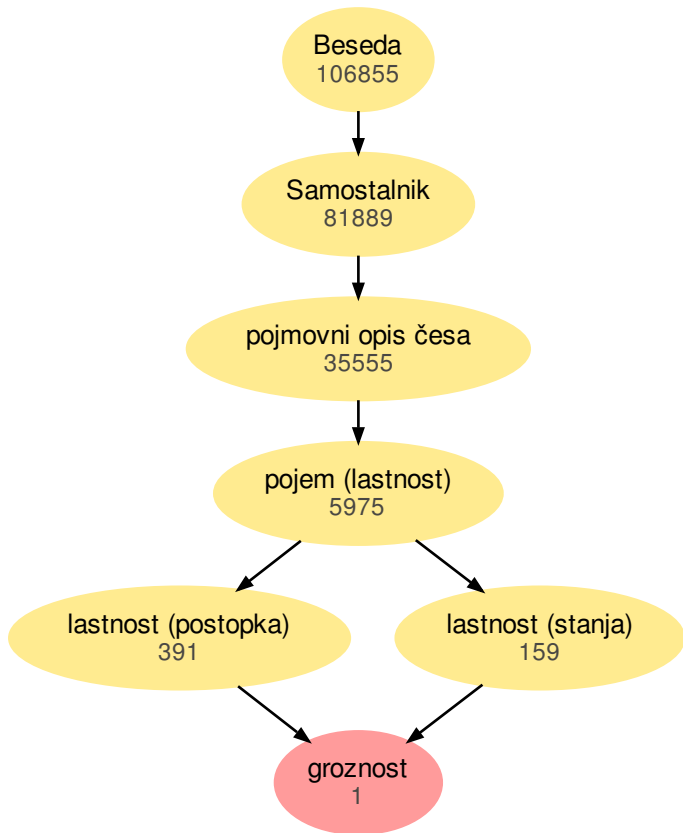 Beseda
106855
Samostalnik
81889
pojmovni opis česa
35555
pojem (lastnost)
5975
lastnost (postopka)
391
lastnost (stanja)
159
groznost
1